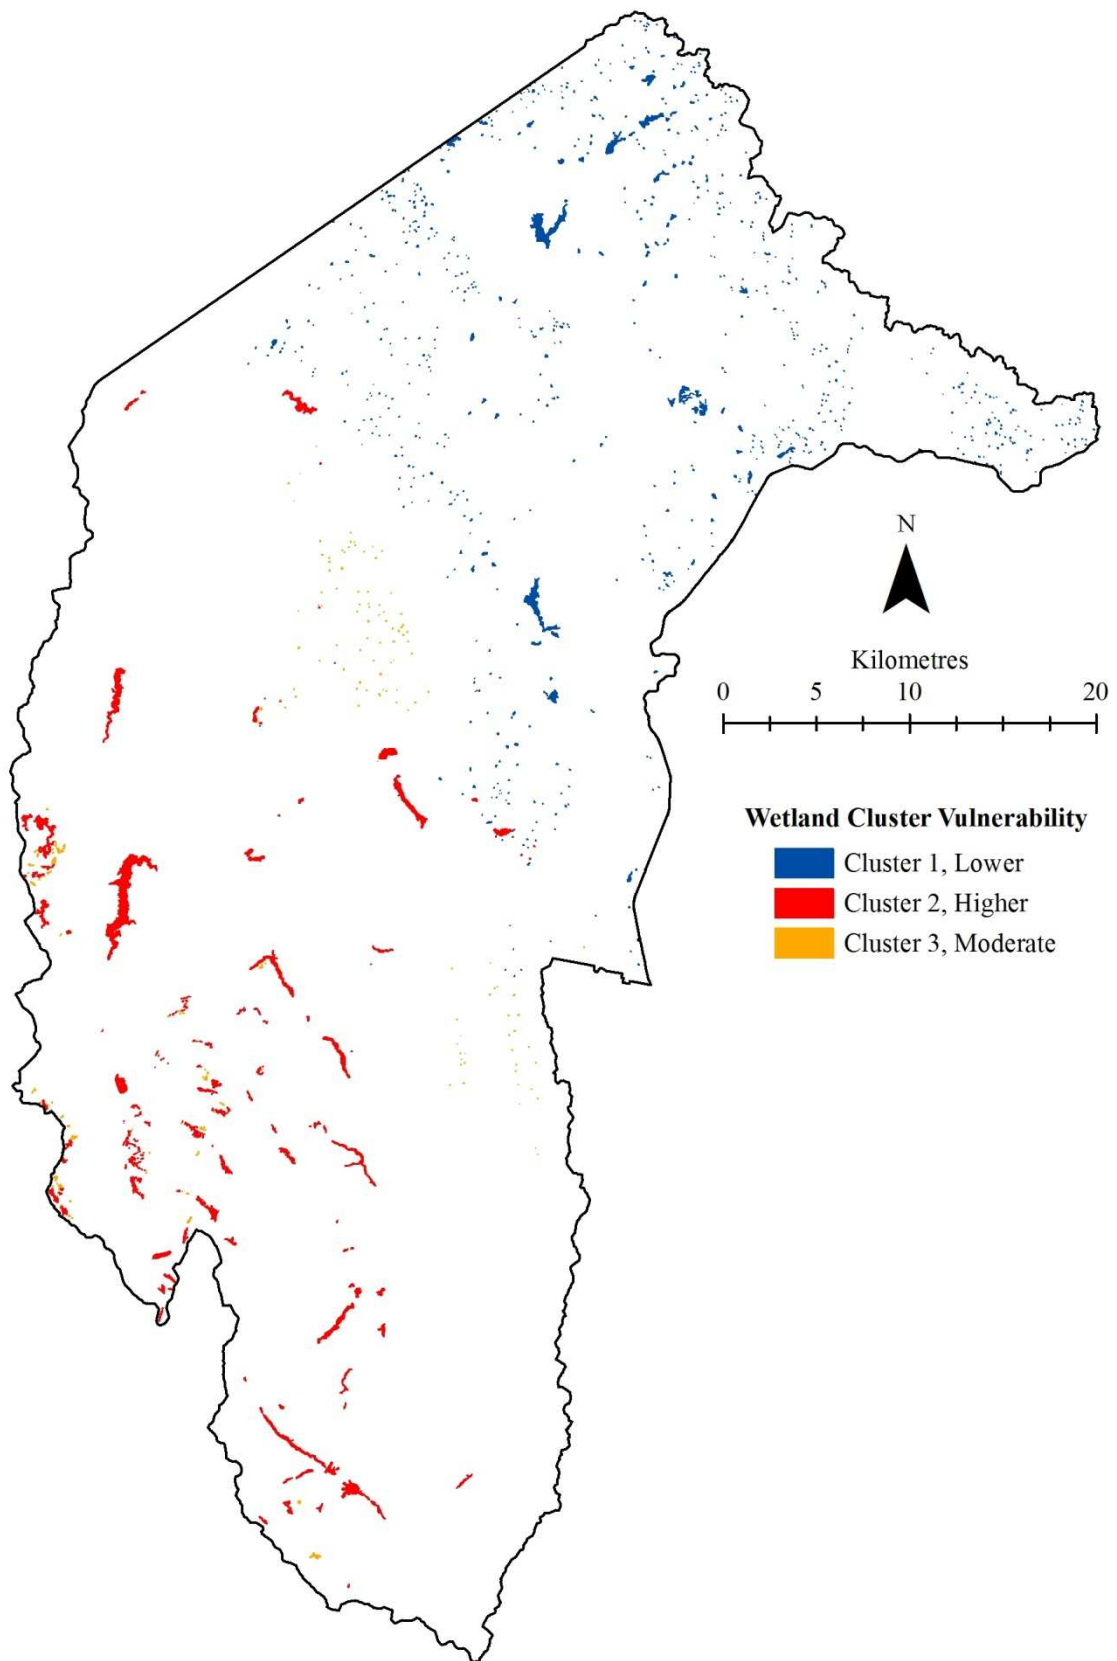 N
Kilometres
0 5 10 20
Wetland Cluster Vulnerability
Cluster 1, Lower
Cluster 2, Higher
Cluster 3, Moderate